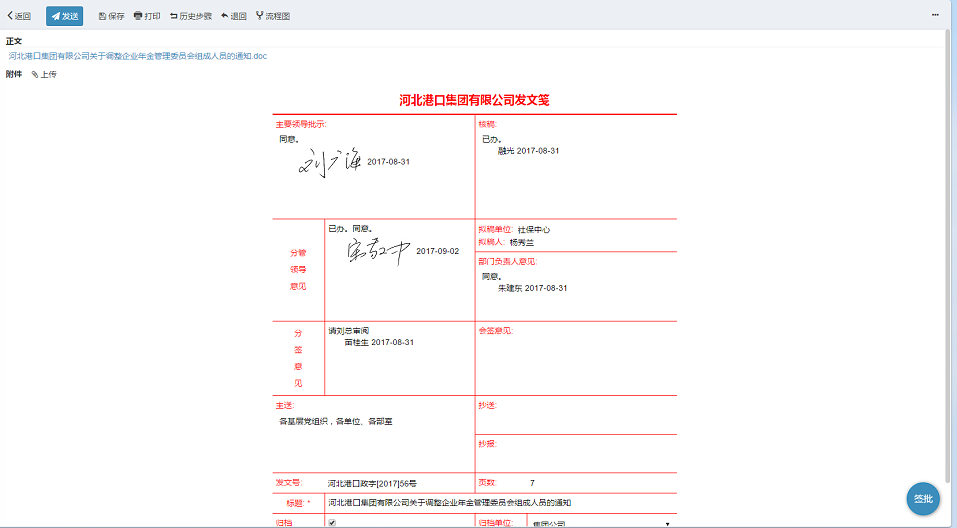 返回 发送 保存 打印 历史步骤 退回 流程图
正文
河北港口集团有限公司关于调整企业年金管理委员会组成人员的通知.doc
附件 上传
河北港口集团有限公司发文笺
主要领导批示:
同意。
刘广海 2017-08-31
核稿:
已办。
融光 2017-08-31
分管
领导
意见
已办。同意。
2017-09-02
拟稿单位: 社保中心
拟稿人: 杨秀兰
部门负责人意见:
同意。
朱建东 2017-08-31
分
签
意
见
请刘总审阅
苗桂生 2017-08-31
会签意见:
主送:
各基层党组织，各单位、各部室
抄送:
抄报:
发文号: 河北港口政字[2017]56号
页数: 7
标题: * 河北港口集团有限公司关于调整企业年金管理委员会组成人员的通知
归档
归档单位: 集团公司
签批